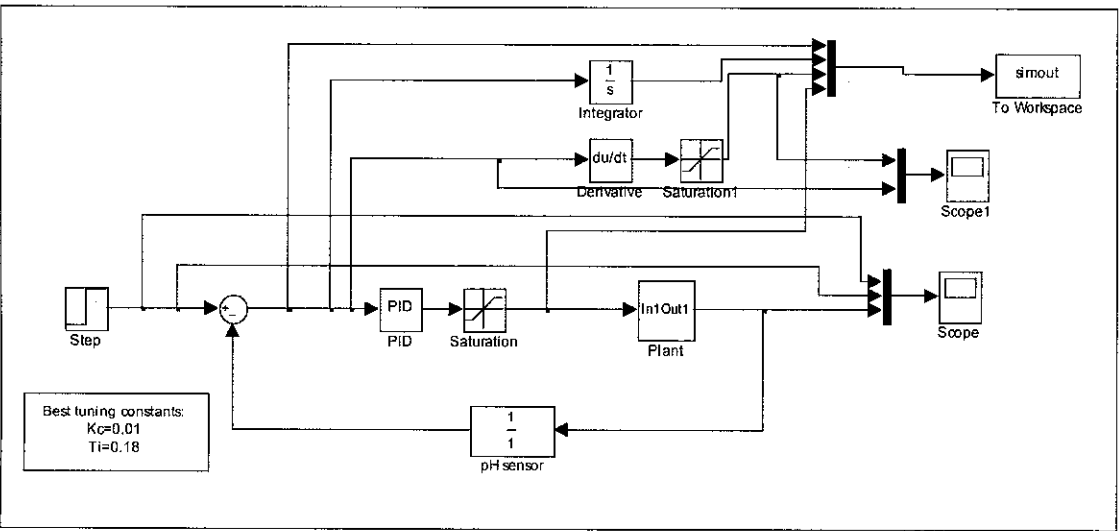 1
s
Integrator
simout
To Workspace
du/dt
Derivative
Saturation1
Scope1
Step
+
−
PID
PID
Saturation
In1Out1
Plant
Scope
Best tuning constants:
Kc=0.01
Ti=0.18
1
1
pH sensor